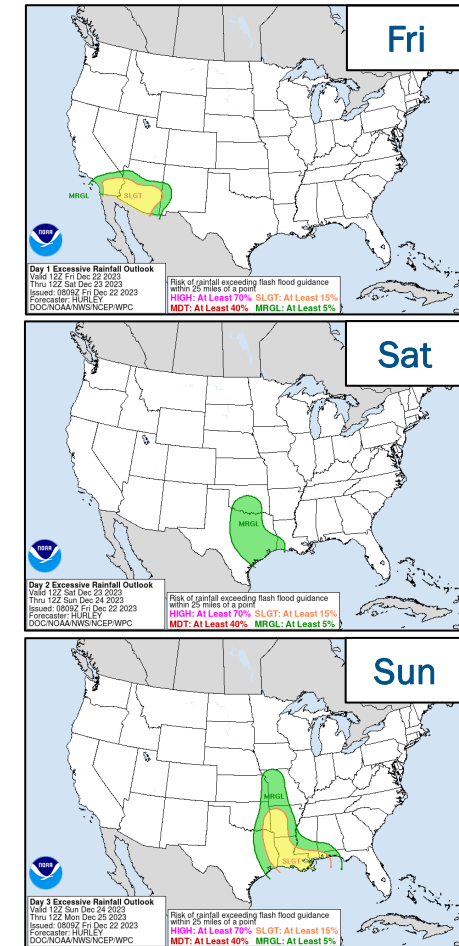 Fri
MRGL
SLGT
NOAA
Day 1 Excessive Rainfall Outlook
Valid 12Z Fri Dec 22 2023
Thru 12Z Sat Dec 23 2023
Issued: 0809Z Fri Dec 22 2023
Forecaster: HURLEY
DOC/NOAA/NWS/NCEP/WPC
Risk of rainfall exceeding flash flood guidance
within 25 miles of a point
HIGH: At Least 70% SLGT: At Least 15%
MDT: At Least 40% MRGL: At Least 5%
Sat
MRGL
NOAA
Day 2 Excessive Rainfall Outlook
Valid 12Z Sat Dec 23 2023
Thru 12Z Sun Dec 24 2023
Issued: 0809Z Fri Dec 22 2023
Forecaster: HURLEY
DOC/NOAA/NWS/NCEP/WPC
Risk of rainfall exceeding flash flood guidance
within 25 miles of a point
HIGH: At Least 70% SLGT: At Least 15%
MDT: At Least 40% MRGL: At Least 5%
Sun
MRGL
SLGT
NOAA
Day 3 Excessive Rainfall Outlook
Valid 12Z Sun Dec 24 2023
Thru 12Z Mon Dec 25 2023
Issued: 0809Z Fri Dec 22 2023
Forecaster: HURLEY
DOC/NOAA/NWS/NCEP/WPC
Risk of rainfall exceeding flash flood guidance
within 25 miles of a point
HIGH: At Least 70% SLGT: At Least 15%
MDT: At Least 40% MRGL: At Least 5%